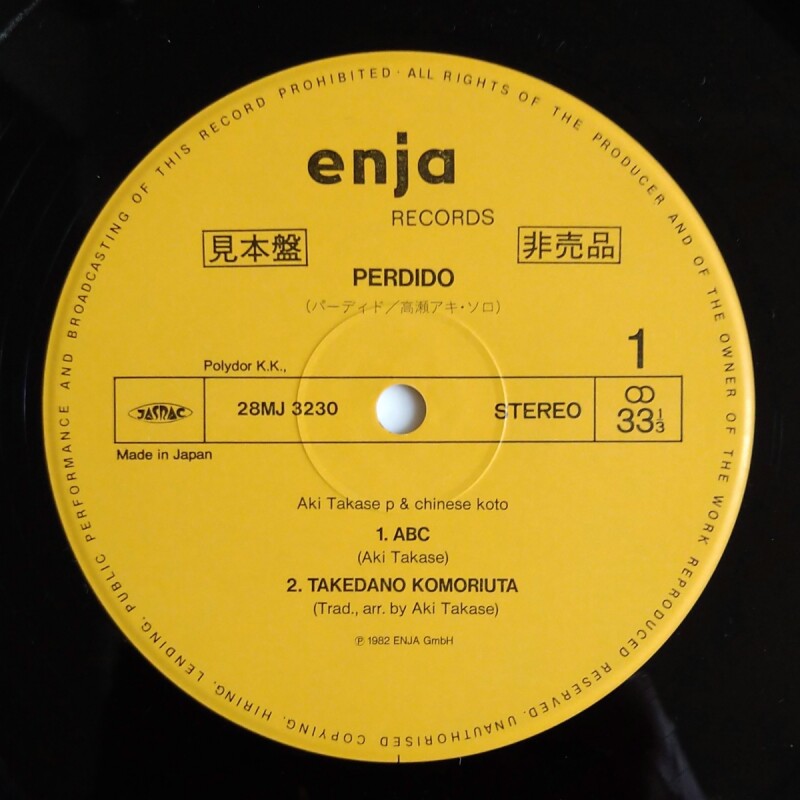 enja
RECORDS
見本盤
非売品
PERDIDO
(パーディド/高瀬アキ・ソロ)
1
Polydor K.K.,
JASRAC
28MJ 3230
STEREO
33 1/3
Made in Japan
Aki Takase p & chinese koto
1. ABC
(Aki Takase)
2. TAKEDANO KOMORIUTA
(Trad., arr. by Aki Takase)
℗ 1982 ENJA GmbH
ALL RIGHTS OF THE PRODUCER AND OF THE OWNER OF THE WORK REPRODUCED RESERVED. UNAUTHORISED COPYING, HIRING, LENDING, PUBLIC PERFORMANCE AND BROADCASTING OF THIS RECORD PROHIBITED ·